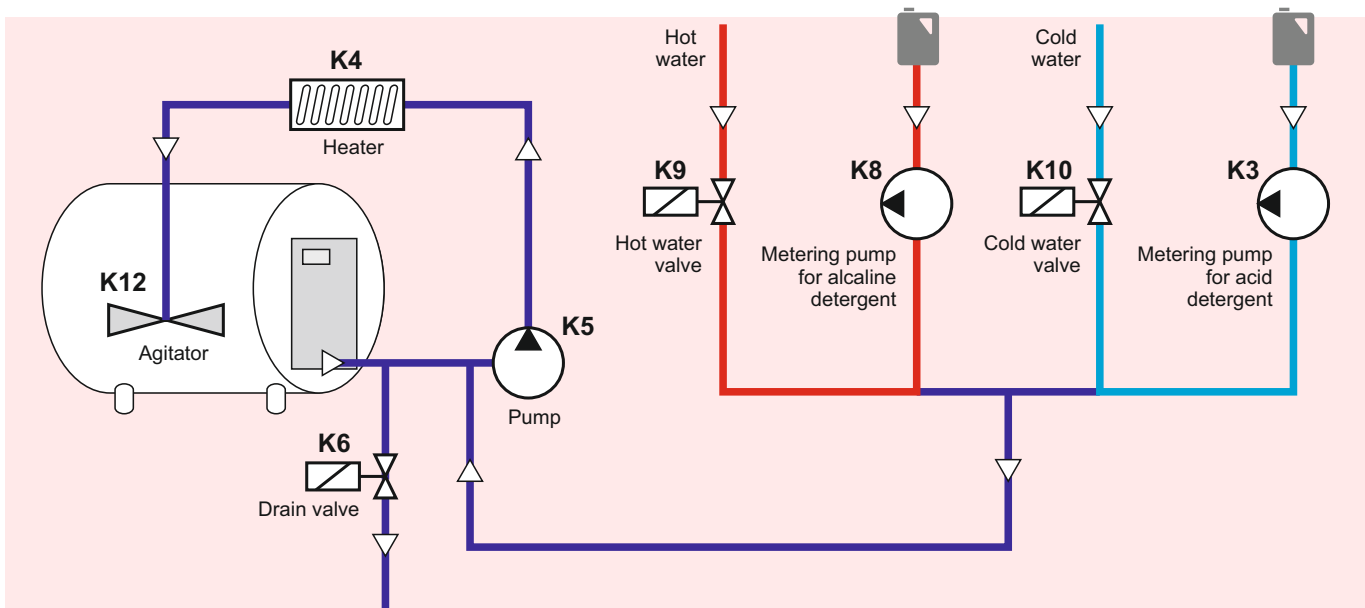 K4
Heater
K12
Agitator
K5
Pump
K6
Drain valve
Hot
water
K9
Hot water
valve
K8
Metering pump
for alcaline
detergent
Cold
water
K10
Cold water
valve
K3
Metering pump
for acid
detergent